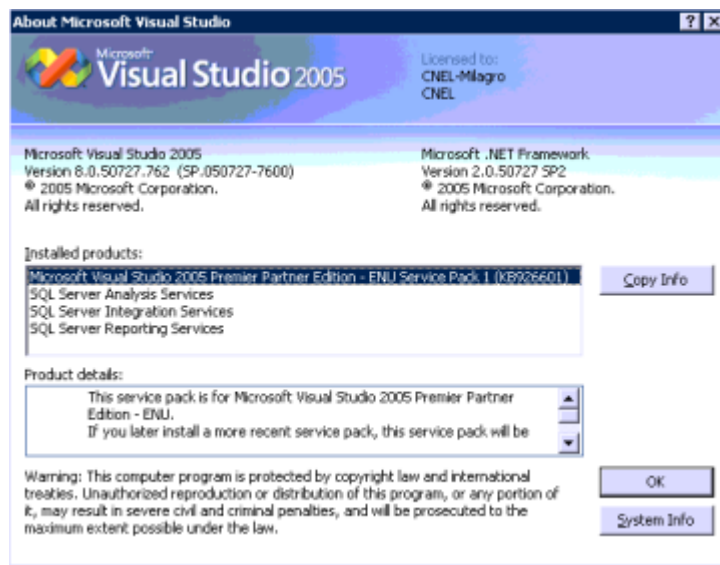 About Microsoft Visual Studio
Microsoft
Visual Studio 2005
Licensed to:
CNEL-Milagro
CNEL
Microsoft Visual Studio 2005
Version 8.0.50727.762 (SP.050727-7600)
© 2005 Microsoft Corporation.
All rights reserved.
Microsoft .NET Framework
Version 2.0.50727 SP2
© 2005 Microsoft Corporation.
All rights reserved.
Installed products:
Microsoft Visual Studio 2005 Premier Partner Edition - ENU Service Pack 1 (KB926601)
SQL Server Analysis Services
SQL Server Integration Services
SQL Server Reporting Services
Copy Info
Product details:
This service pack is for Microsoft Visual Studio 2005 Premier Partner
Edition - ENU.
If you later install a more recent service pack, this service pack will be
Warning: This computer program is protected by copyright law and international
treaties. Unauthorized reproduction or distribution of this program, or any portion of
it, may result in severe civil and criminal penalties, and will be prosecuted to the
maximum extent possible under the law.
OK
System Info